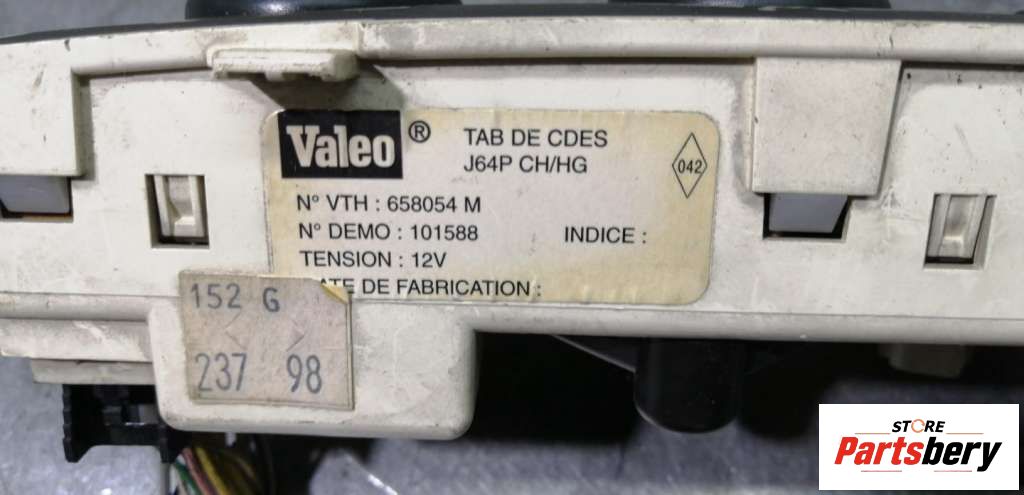 Valeo ®
TAB DE CDES
J64P CH/HG
042
N° VTH : 658054 M
N° DEMO : 101588 INDICE :
TENSION : 12V
ATE DE FABRICATION :
152 G
237 98
STORE
Partsbery